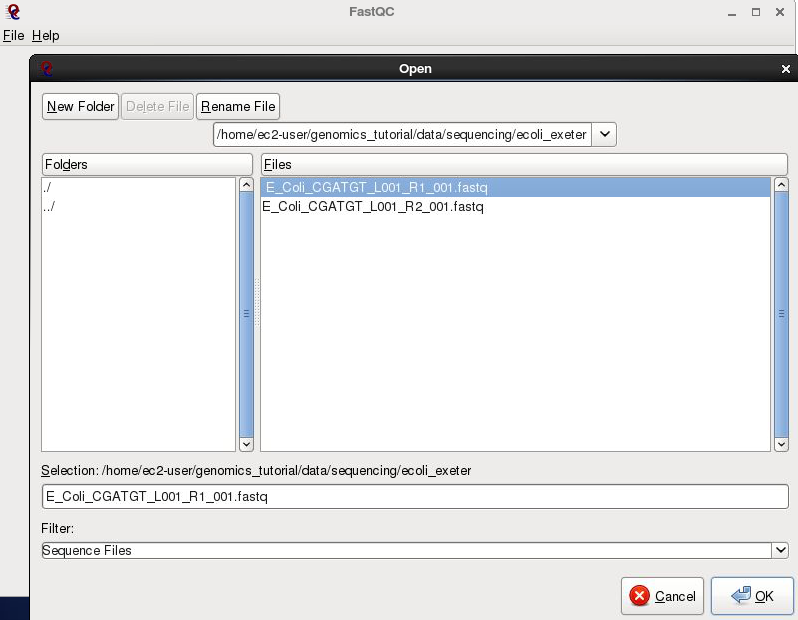 FastQC
File Help
Open
New Folder Delete File Rename File
/home/ec2-user/genomics_tutorial/data/sequencing/ecoli_exeter
Folders Files
./ E_Coli_CGATGT_L001_R1_001.fastq
../ E_Coli_CGATGT_L001_R2_001.fastq
Selection: /home/ec2-user/genomics_tutorial/data/sequencing/ecoli_exeter
E_Coli_CGATGT_L001_R1_001.fastq
Filter:
Sequence Files
Cancel OK